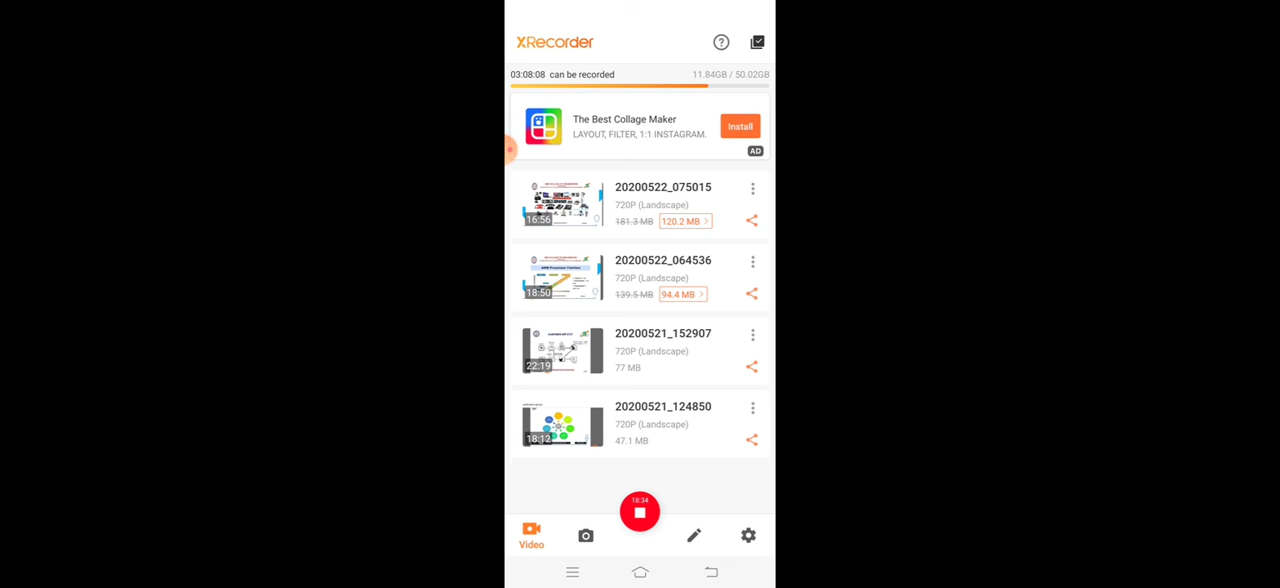 XRecorder
03:08:08 can be recorded 11.84GB / 50.02GB
The Best Collage Maker
LAYOUT, FILTER, 1:1 INSTAGRAM.
Install
AD
20200522_075015
720P (Landscape)
16:56
181.3 MB 120.2 MB >
20200522_064536
720P (Landscape)
18:50
139.5 MB 94.4 MB >
20200521_152907
720P (Landscape)
22:19
77 MB
20200521_124850
720P (Landscape)
18:12
47.1 MB
18:34
Video